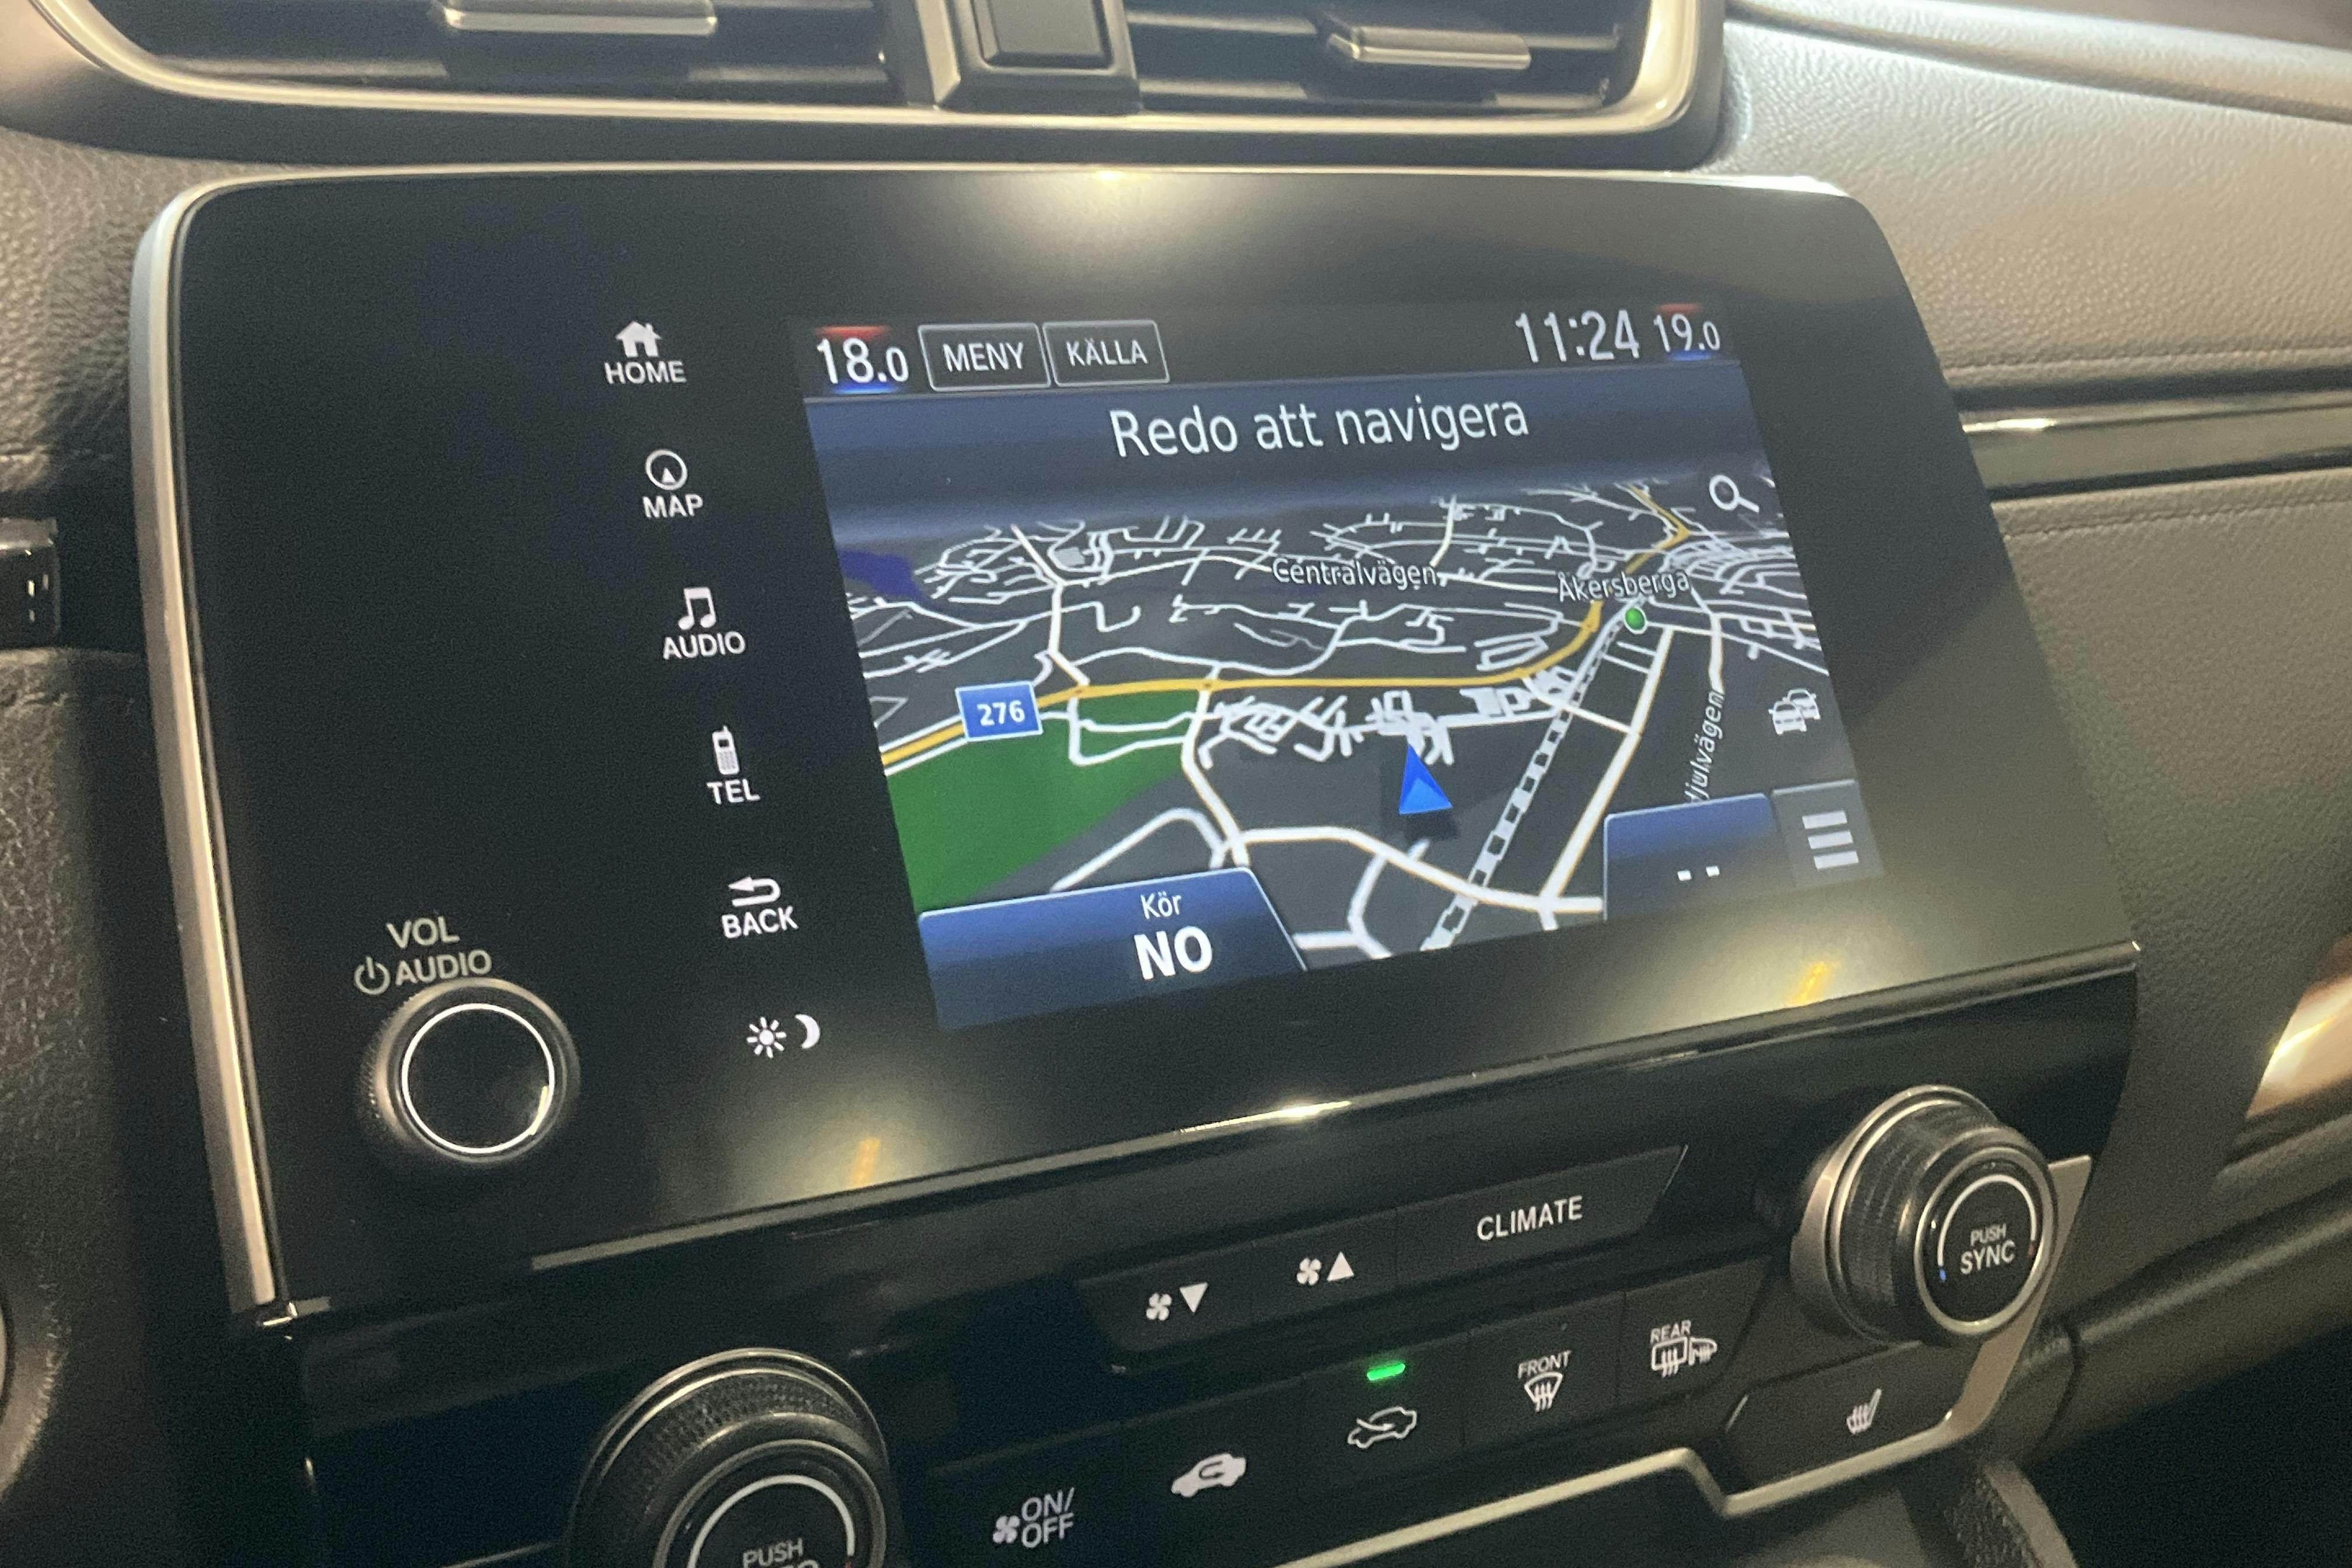 HOME
MAP
AUDIO
TEL
BACK
VOL
AUDIO
18.0 MENY KÄLLA 11:24 19.0
Redo att navigera
Centralvägen
Åkersberga
276
Kör
NO
--
CLIMATE
PUSH
SYNC
FRONT
REAR
ON/
OFF
PUSH